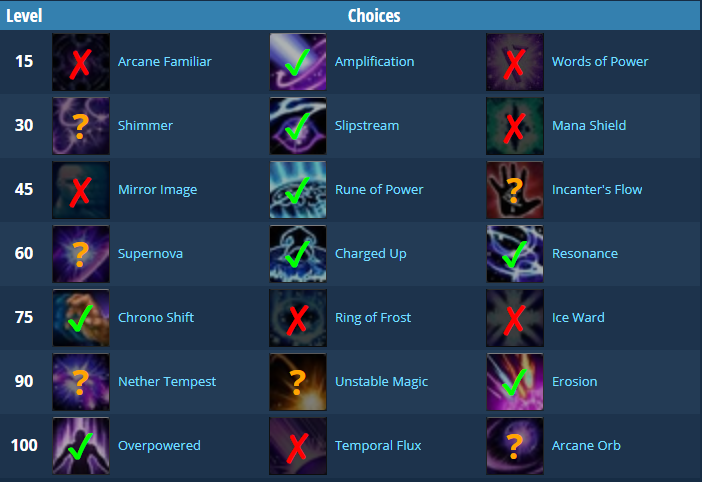 Level Choices
15 Arcane Familiar Amplification Words of Power
30 ? Shimmer Slipstream Mana Shield
45 Mirror Image Rune of Power ? Incanter's Flow
60 ? Supernova Charged Up Resonance
75 Chrono Shift Ring of Frost Ice Ward
90 ? Nether Tempest ? Unstable Magic Erosion
100 Overpowered Temporal Flux ? Arcane Orb